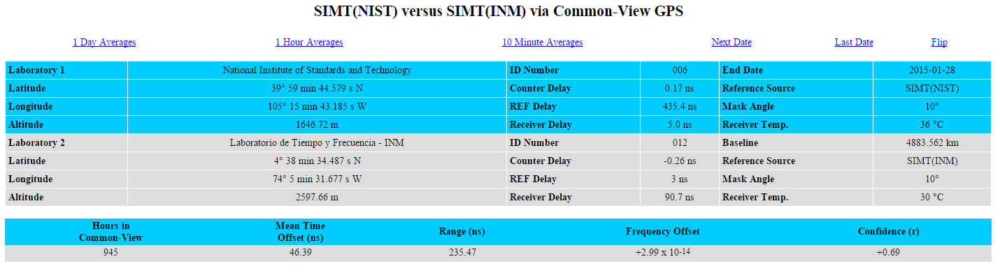 SIMT(NIST) versus SIMT(INM) via Common-View GPS
1 Day Averages 1 Hour Averages 10 Minute Averages Next Date Last Date Flip
Laboratory 1 National Institute of Standards and Technology ID Number 006 End Date 2015-01-28
Latitude 39° 59 min 44.579 s N Counter Delay 0.17 ns Reference Source SIMT(NIST)
Longitude 105° 15 min 43.185 s W REF Delay 435.4 ns Mask Angle 10°
Altitude 1646.72 m Receiver Delay 5.0 ns Receiver Temp. 36 °C
Laboratory 2 Laboratorio de Tiempo y Frecuencia - INM ID Number 012 Baseline 4883.562 km
Latitude 4° 38 min 34.487 s N Counter Delay -0.26 ns Reference Source SIMT(INM)
Longitude 74° 5 min 31.677 s W REF Delay 3 ns Mask Angle 10°
Altitude 2597.66 m Receiver Delay 90.7 ns Receiver Temp. 30 °C
Hours in
Common-View
Mean Time
Offset (ns)
Range (ns) Frequency Offset Confidence (r)
945 46.39 235.47 +2.99 x 10-14 +0.69